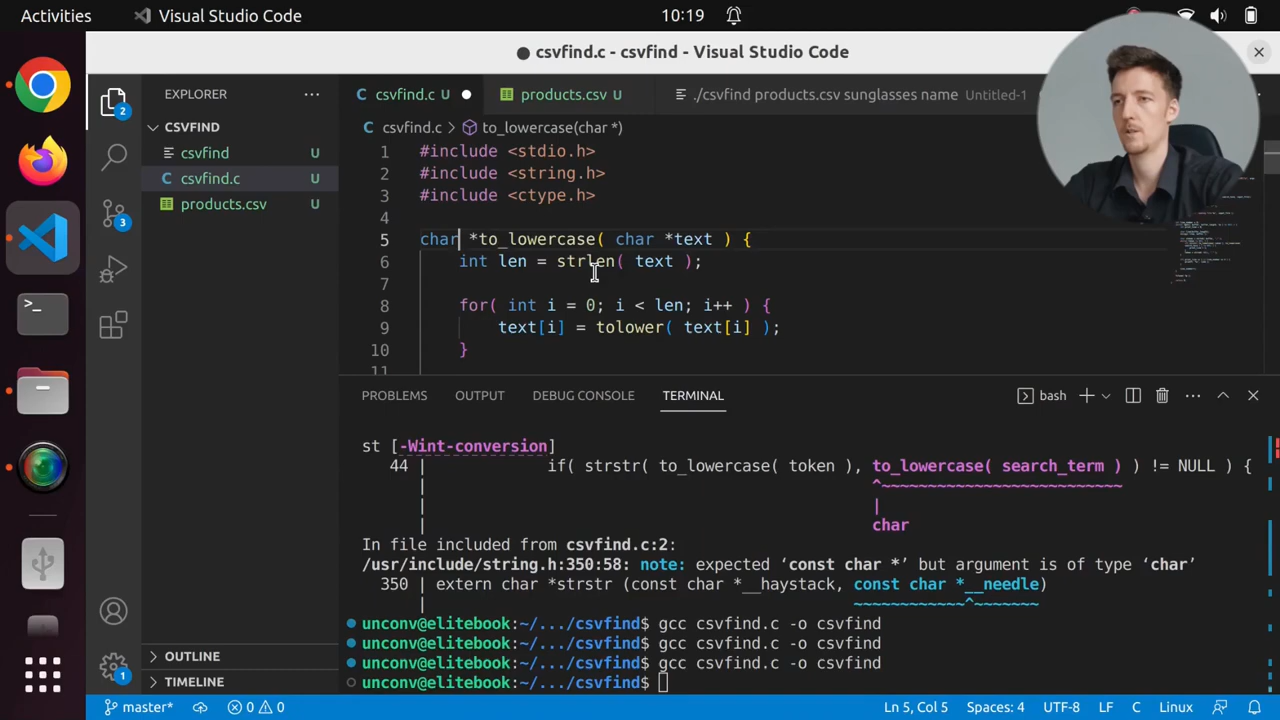 Activities
Visual Studio Code
10:19
csvfind.c - csvfind - Visual Studio Code
EXPLORER
CSVFIND
csvfind U
csvfind.c U
products.csv U
OUTLINE
TIMELINE
2
3
1
csvfind.c U
products.csv U
./csvfind products.csv sunglasses name Untitled-1
csvfind.c > to_lowercase(char *)
1 #include <stdio.h>
2 #include <string.h>
3 #include <ctype.h>
4
5 char *to_lowercase( char *text ) {
6 int len = strlen( text );
7
8 for( int i = 0; i < len; i++ ) {
9 text[i] = tolower( text[i] );
10 }
11
PROBLEMS OUTPUT DEBUG CONSOLE TERMINAL
bash
st [-Wint-conversion]
44 | if( strstr( to_lowercase( token ), to_lowercase( search_term ) ) != NULL ) {
| ^~~~~~~~~~~~~~~~~~~~~~~~~~
| |
| char
In file included from csvfind.c:2:
/usr/include/string.h:350:58: note: expected ‘const char *’ but argument is of type ‘char’
350 | extern char *strstr (const char *__haystack, const char *__needle)
| ~~~~~~~~~~~~^~~~~~~~
unconv@elitebook:~/.../csvfind$ gcc csvfind.c -o csvfind
unconv@elitebook:~/.../csvfind$ gcc csvfind.c -o csvfind
unconv@elitebook:~/.../csvfind$ gcc csvfind.c -o csvfind
unconv@elitebook:~/.../csvfind$
master*
0 0
Ln 5, Col 5
Spaces: 4
UTF-8
LF
C
Linux